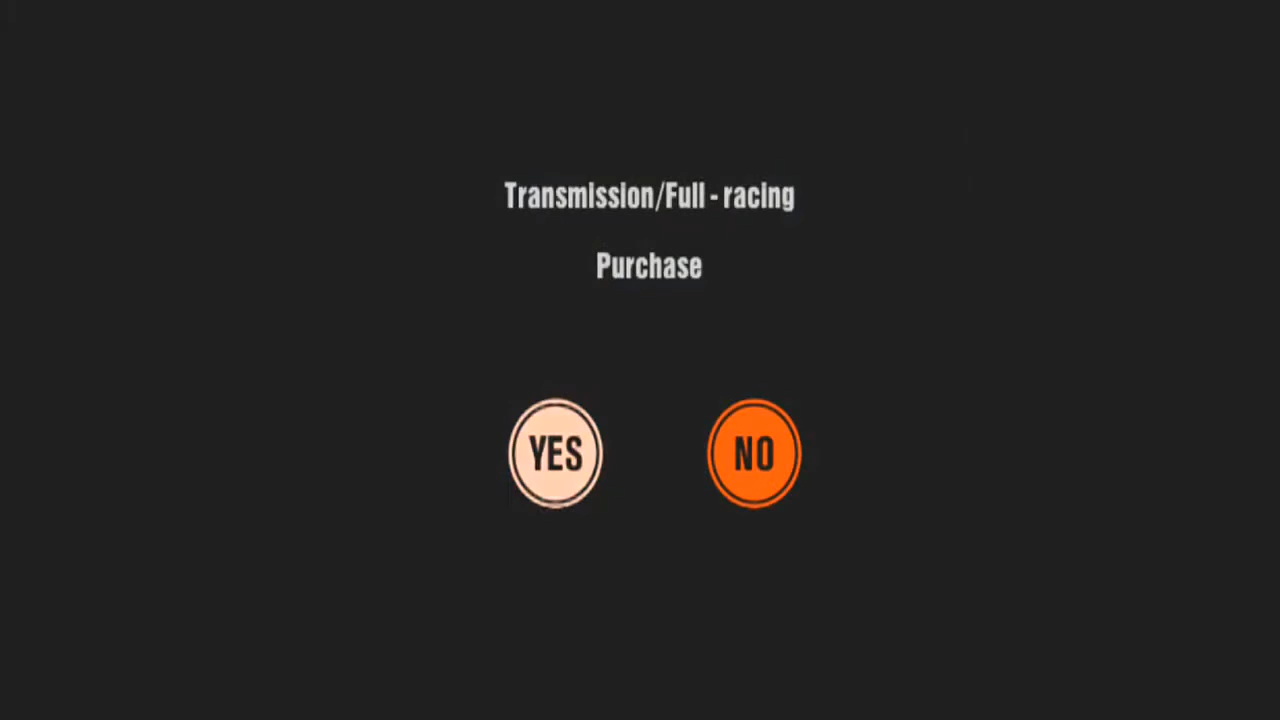 Transmission/Full - racing
Purchase
YES NO